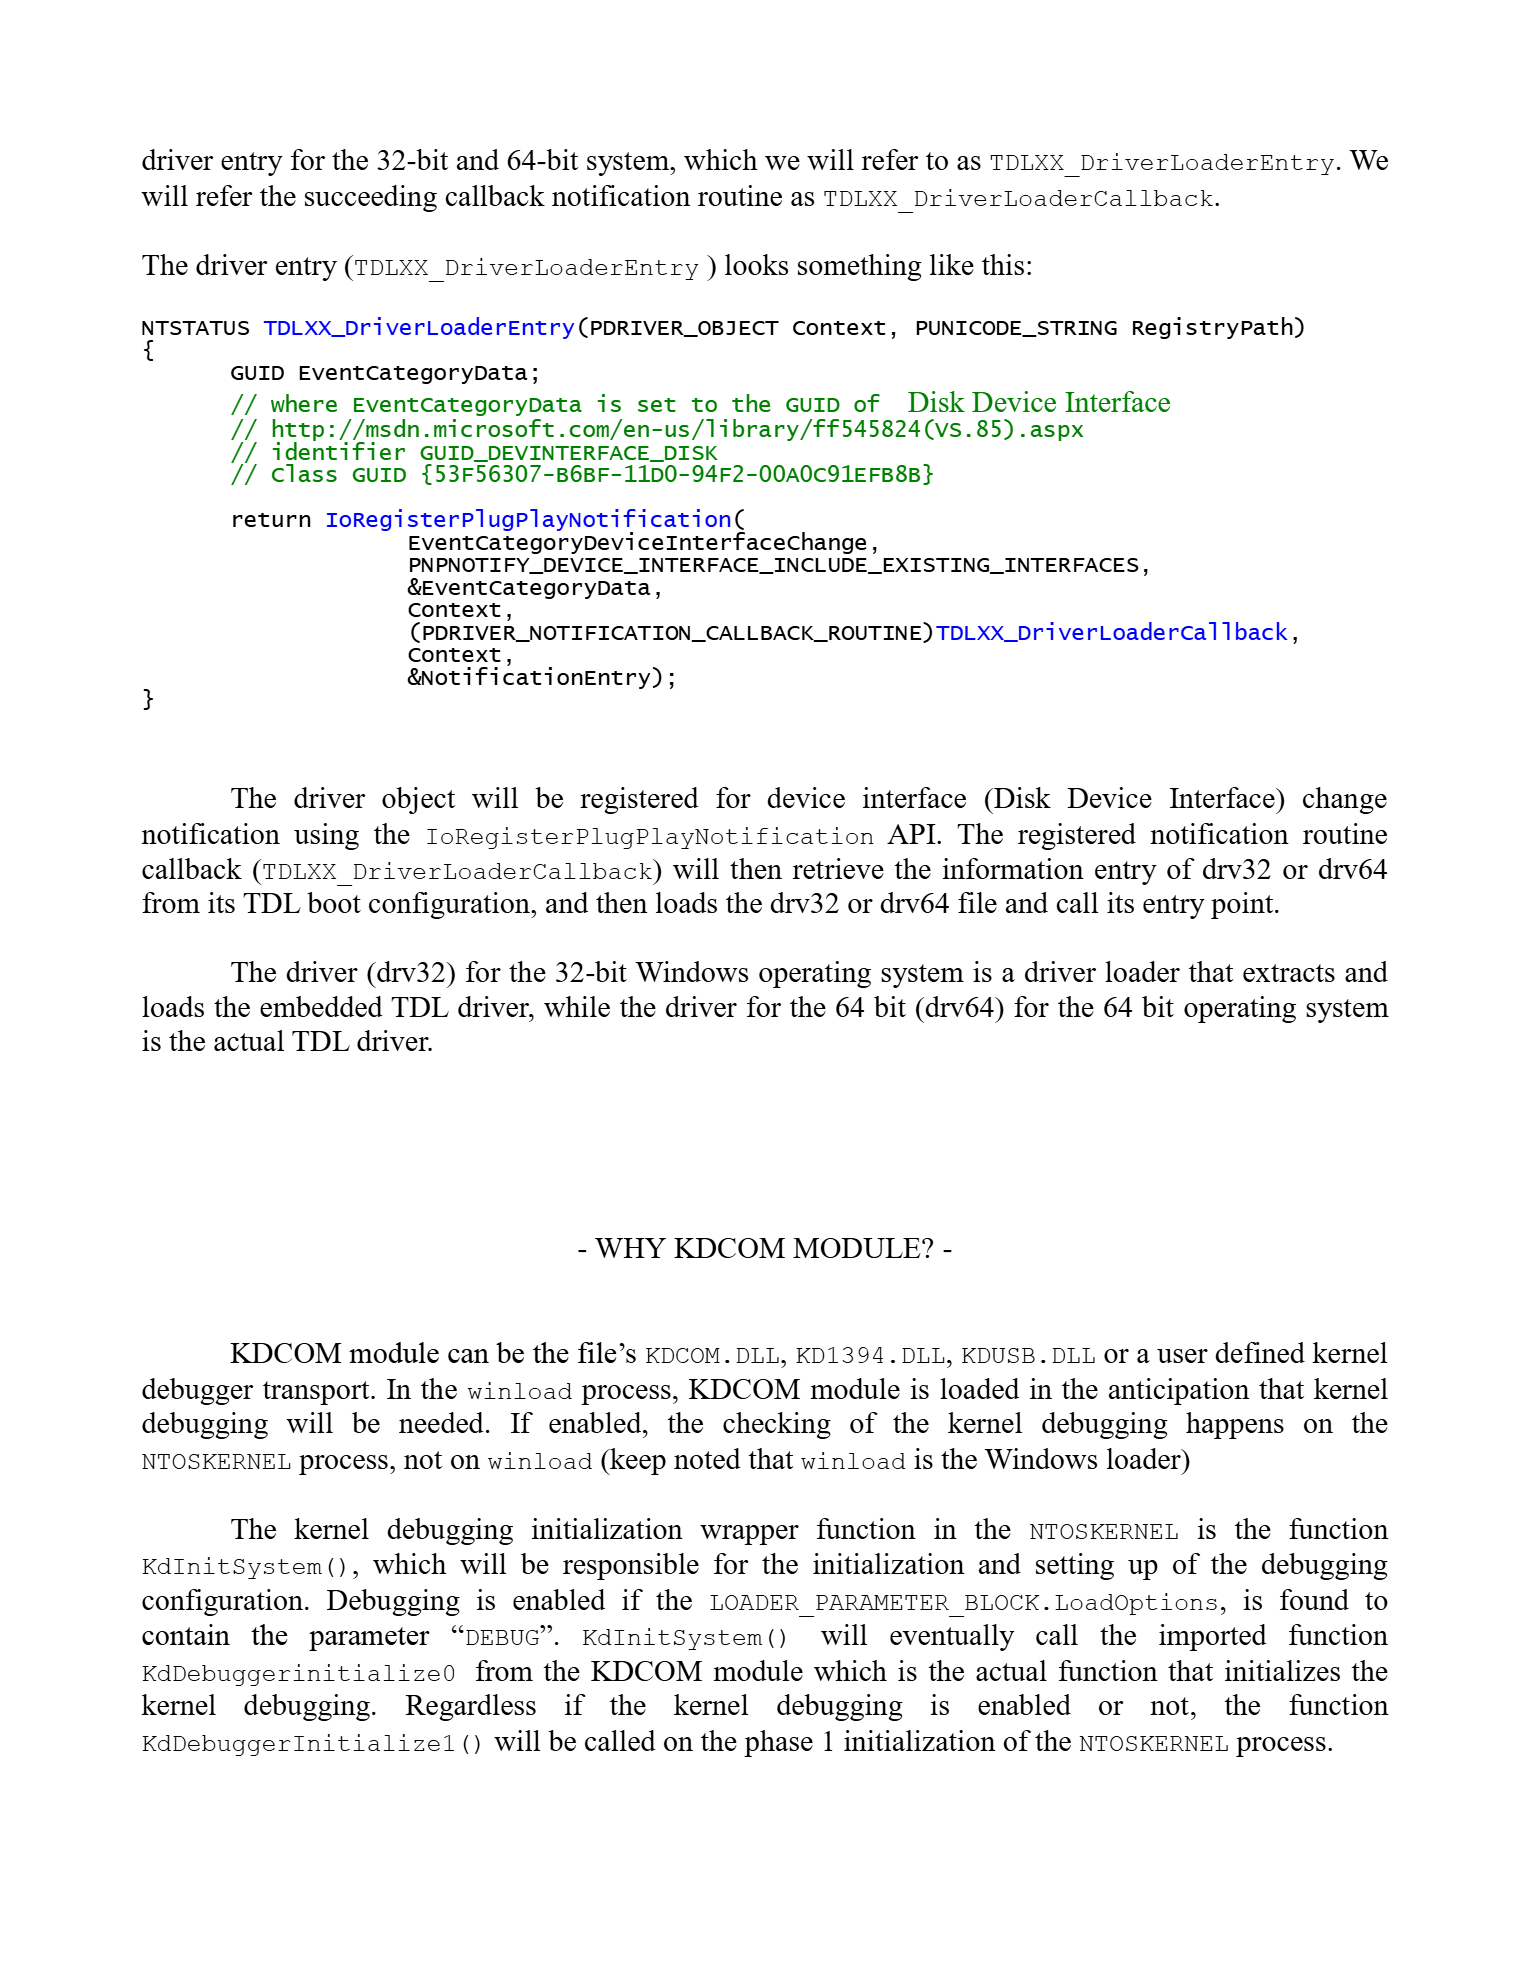 driver entry for the 32-bit and 64-bit system, which we will refer to as TDLXX_DriverLoaderEntry. We
will refer the succeeding callback notification routine as TDLXX_DriverLoaderCallback.
The driver entry (TDLXX_DriverLoaderEntry ) looks something like this:
NTSTATUS TDLXX_DriverLoaderEntry(PDRIVER_OBJECT Context, PUNICODE_STRING RegistryPath)
{
GUID EventCategoryData;
// where EventCategoryData is set to the GUID of Disk Device Interface
// http://msdn.microsoft.com/en-us/library/ff545824(VS.85).aspx
// identifier GUID_DEVINTERFACE_DISK
// Class GUID {53F56307-B6BF-11D0-94F2-00A0C91EFB8B}
return IoRegisterPlugPlayNotification(
EventCategoryDeviceInterfaceChange,
PNPNOTIFY_DEVICE_INTERFACE_INCLUDE_EXISTING_INTERFACES,
&EventCategoryData,
Context,
(PDRIVER_NOTIFICATION_CALLBACK_ROUTINE)TDLXX_DriverLoaderCallback,
Context,
&NotificationEntry);
}
The driver object will be registered for device interface (Disk Device Interface) change
notification using the IoRegisterPlugPlayNotification API. The registered notification routine
callback (TDLXX_DriverLoaderCallback) will then retrieve the information entry of drv32 or drv64
from its TDL boot configuration, and then loads the drv32 or drv64 file and call its entry point.
The driver (drv32) for the 32-bit Windows operating system is a driver loader that extracts and
loads the embedded TDL driver, while the driver for the 64 bit (drv64) for the 64 bit operating system
is the actual TDL driver.
- WHY KDCOM MODULE? -
KDCOM module can be the file’s KDCOM.DLL, KD1394.DLL, KDUSB.DLL or a user defined kernel
debugger transport. In the winload process, KDCOM module is loaded in the anticipation that kernel
debugging will be needed. If enabled, the checking of the kernel debugging happens on the
NTOSKERNEL process, not on winload (keep noted that winload is the Windows loader)
The kernel debugging initialization wrapper function in the NTOSKERNEL is the function
KdInitSystem(), which will be responsible for the initialization and setting up of the debugging
configuration. Debugging is enabled if the LOADER_PARAMETER_BLOCK.LoadOptions, is found to
contain the parameter “DEBUG”. KdInitSystem() will eventually call the imported function
KdDebuggerinitialize0 from the KDCOM module which is the actual function that initializes the
kernel debugging. Regardless if the kernel debugging is enabled or not, the function
KdDebuggerInitialize1() will be called on the phase 1 initialization of the NTOSKERNEL process.